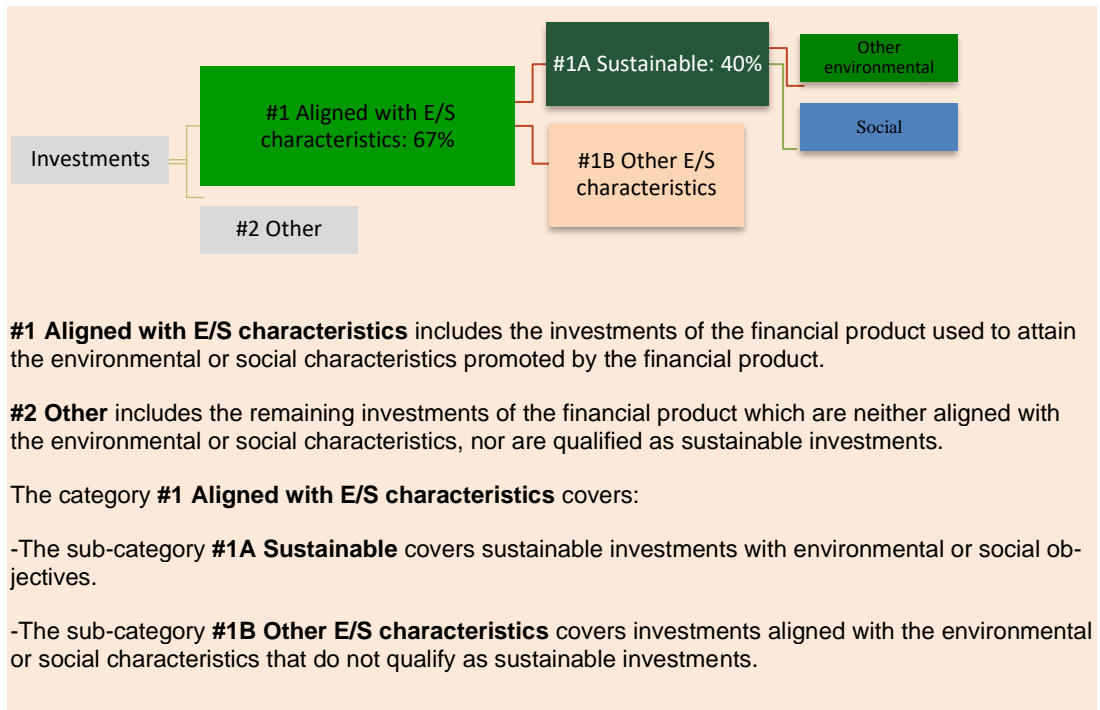 Other
environmental
#1A Sustainable: 40%
#1 Aligned with E/S
characteristics: 67%
Social
Investments
#1B Other E/S
characteristics
#2 Other
#1 Aligned with E/S characteristics includes the investments of the financial product used to attain
the environmental or social characteristics promoted by the financial product.
#2 Other includes the remaining investments of the financial product which are neither aligned with
the environmental or social characteristics, nor are qualified as sustainable investments.
The category #1 Aligned with E/S characteristics covers:
-The sub-category #1A Sustainable covers sustainable investments with environmental or social ob-
jectives.
-The sub-category #1B Other E/S characteristics covers investments aligned with the environmental
or social characteristics that do not qualify as sustainable investments.